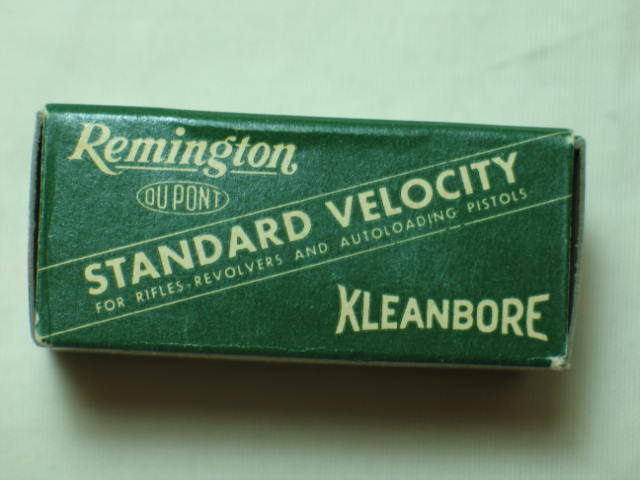 Remington
DU PONT
STANDARD VELOCITY
FOR RIFLES-REVOLVERS AND AUTOLOADING PISTOLS
KLEANBORE